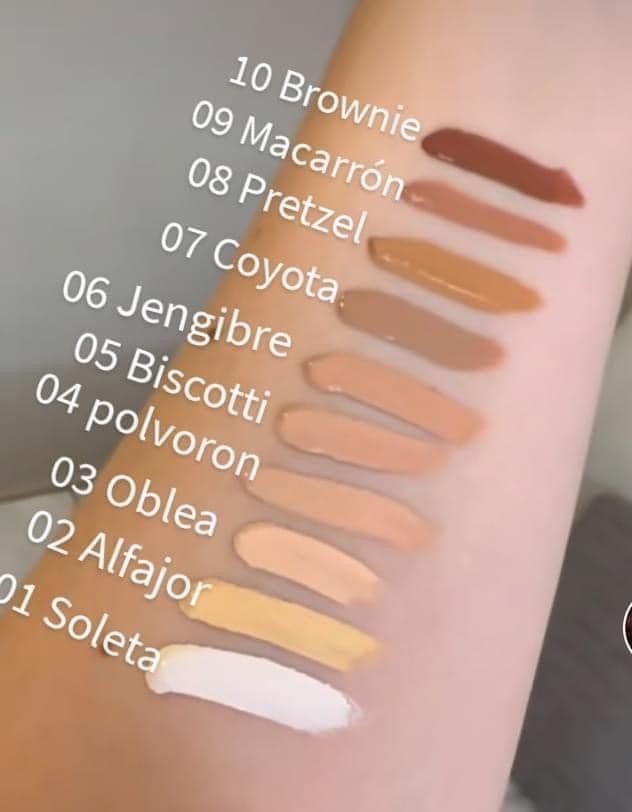 10 Brownie
09 Macarrón
08 Pretzel
07 Coyota
06 Jengibre
05 Biscotti
04 polvoron
03 Oblea
02 Alfajor
01 Soleta